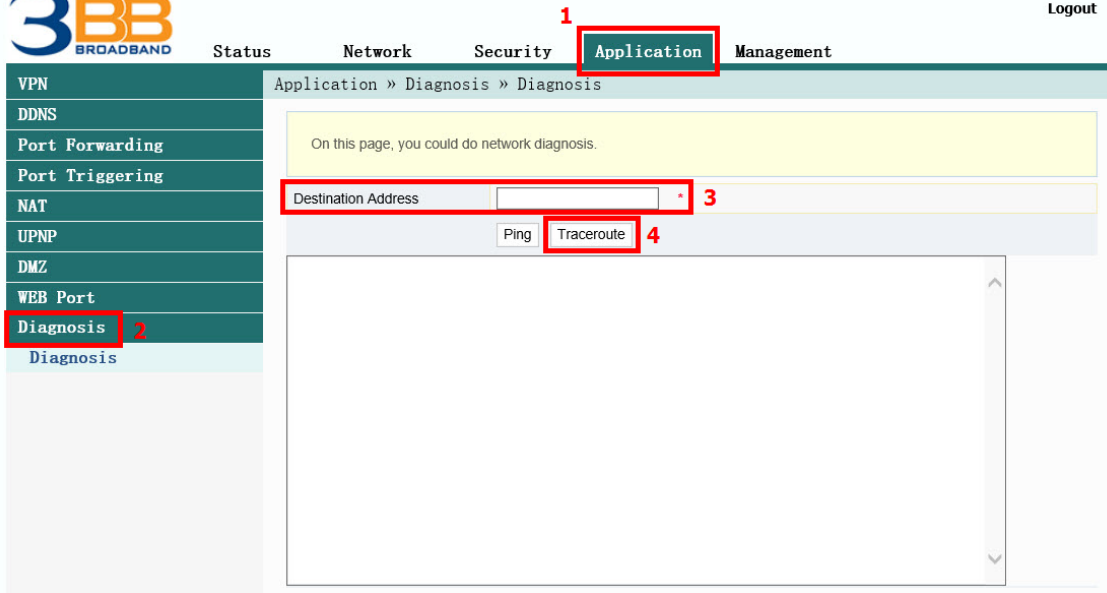 3BB
BROADBAND
Logout
1
Status Network Security Application Management
VPN
DDNS
Port Forwarding
Port Triggering
NAT
UPNP
DMZ
WEB Port
Diagnosis 2
Diagnosis
Application » Diagnosis » Diagnosis
On this page, you could do network diagnosis.
Destination Address * 3
Ping Traceroute 4